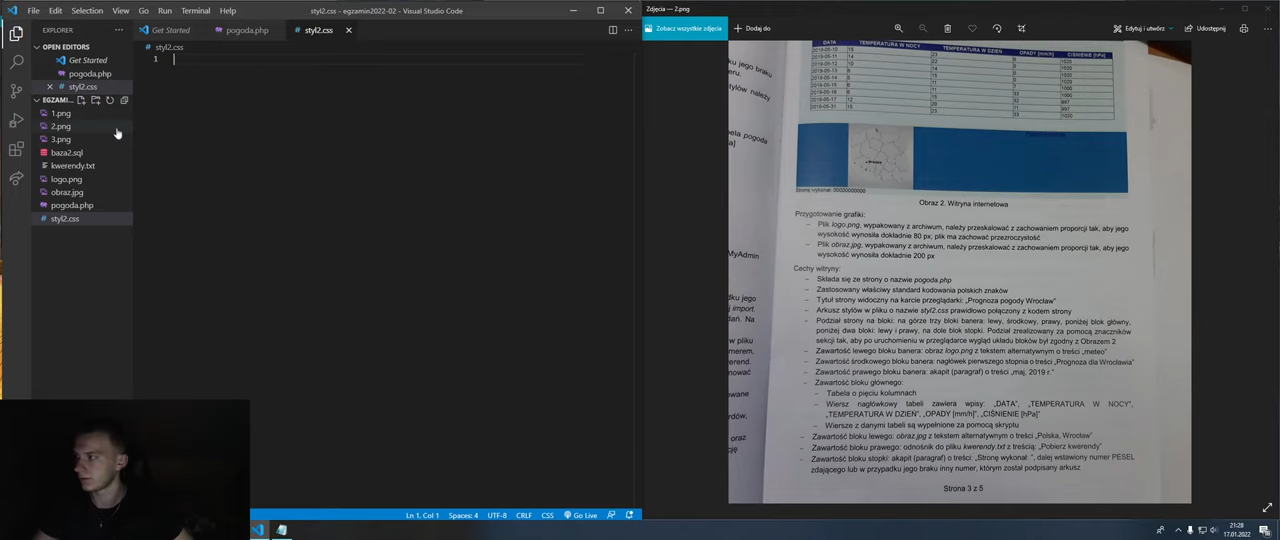 File Edit Selection View Go Run Terminal Help
styl2.css - egzamin2022-02 - Visual Studio Code
EXPLORER
OPEN EDITORS
Get Started
pogoda.php
styl2.css
EGZAMI...
1.png
2.png
3.png
baza2.sql
kwerendy.txt
logo.png
obraz.jpg
pogoda.php
styl2.css
Get Started pogoda.php styl2.css
styl2.css
1
Ln 1, Col 1 Spaces: 4 UTF-8 CRLF CSS Go Live
Zdjęcia — 2.png
Zobacz wszystkie zdjęcia Dodaj do Edytuj i utwórz Udostępnij
DATA TEMPERATURA W NOCY TEMPERATURA W DZIEŃ OPADY [mm/h] CIŚNIENIE [hPa]
Stronę wykonał: 00000000000
Obraz 2. Witryna internetowa
Przygotowanie grafiki:
– Plik logo.png, wypakowany z archiwum, należy przeskalować z zachowaniem proporcji tak, aby jego
wysokość wynosiła dokładnie 80 px; plik ma zachować przezroczystość
– Plik obraz.jpg, wypakowany z archiwum, należy przeskalować z zachowaniem proporcji tak, aby jego
wysokość wynosiła dokładnie 200 px
Cechy witryny:
– Składa się ze strony o nazwie pogoda.php
– Zastosowany właściwy standard kodowania polskich znaków
– Tytuł strony widoczny na karcie przeglądarki: „Prognoza pogody Wrocław”
– Arkusz stylów w pliku o nazwie styl2.css prawidłowo połączony z kodem strony
– Podział strony na bloki: na górze trzy bloki banera: lewy, środkowy, prawy, poniżej blok główny,
poniżej dwa bloki: lewy i prawy, na dole blok stopki. Podział zrealizowany za pomocą znaczników
sekcji tak, aby po uruchomieniu w przeglądarce wygląd układu bloków był zgodny z Obrazem 2
– Zawartość lewego bloku banera: obraz logo.png z tekstem alternatywnym o treści „meteo”
– Zawartość środkowego bloku banera: nagłówek pierwszego stopnia o treści „Prognoza dla Wrocławia”
– Zawartość prawego bloku banera: akapit (paragraf) o treści „maj, 2019 r.”
– Zawartość bloku głównego:
– Tabela o pięciu kolumnach
– Wiersz nagłówkowy tabeli zawiera wpisy: „DATA”, „TEMPERATURA W NOCY”,
„TEMPERATURA W DZIEŃ”, „OPADY [mm/h]”, „CIŚNIENIE [hPa]”
– Wiersze z danymi tabeli są wypełnione za pomocą skryptu
– Zawartość bloku lewego: obraz.jpg z tekstem alternatywnym o treści „Polska, Wrocław”
– Zawartość bloku prawego: odnośnik do pliku kwerendy.txt z treścią: „Pobierz kwerendy”
– Zawartość bloku stopki: akapit (paragraf) o treści: „Stronę wykonał: ”, dalej wstawiony numer PESEL
zdającego lub w przypadku jego braku inny numer, którym został podpisany arkusz
Strona 3 z 5
21:28
17.01.2022